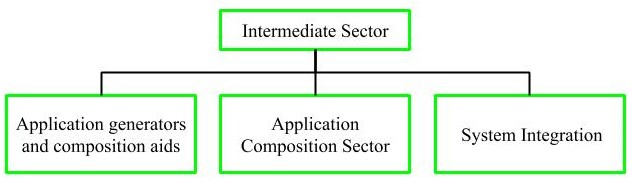 Intermediate Sector
Application generators
and composition aids
Application
Composition Sector
System Integration